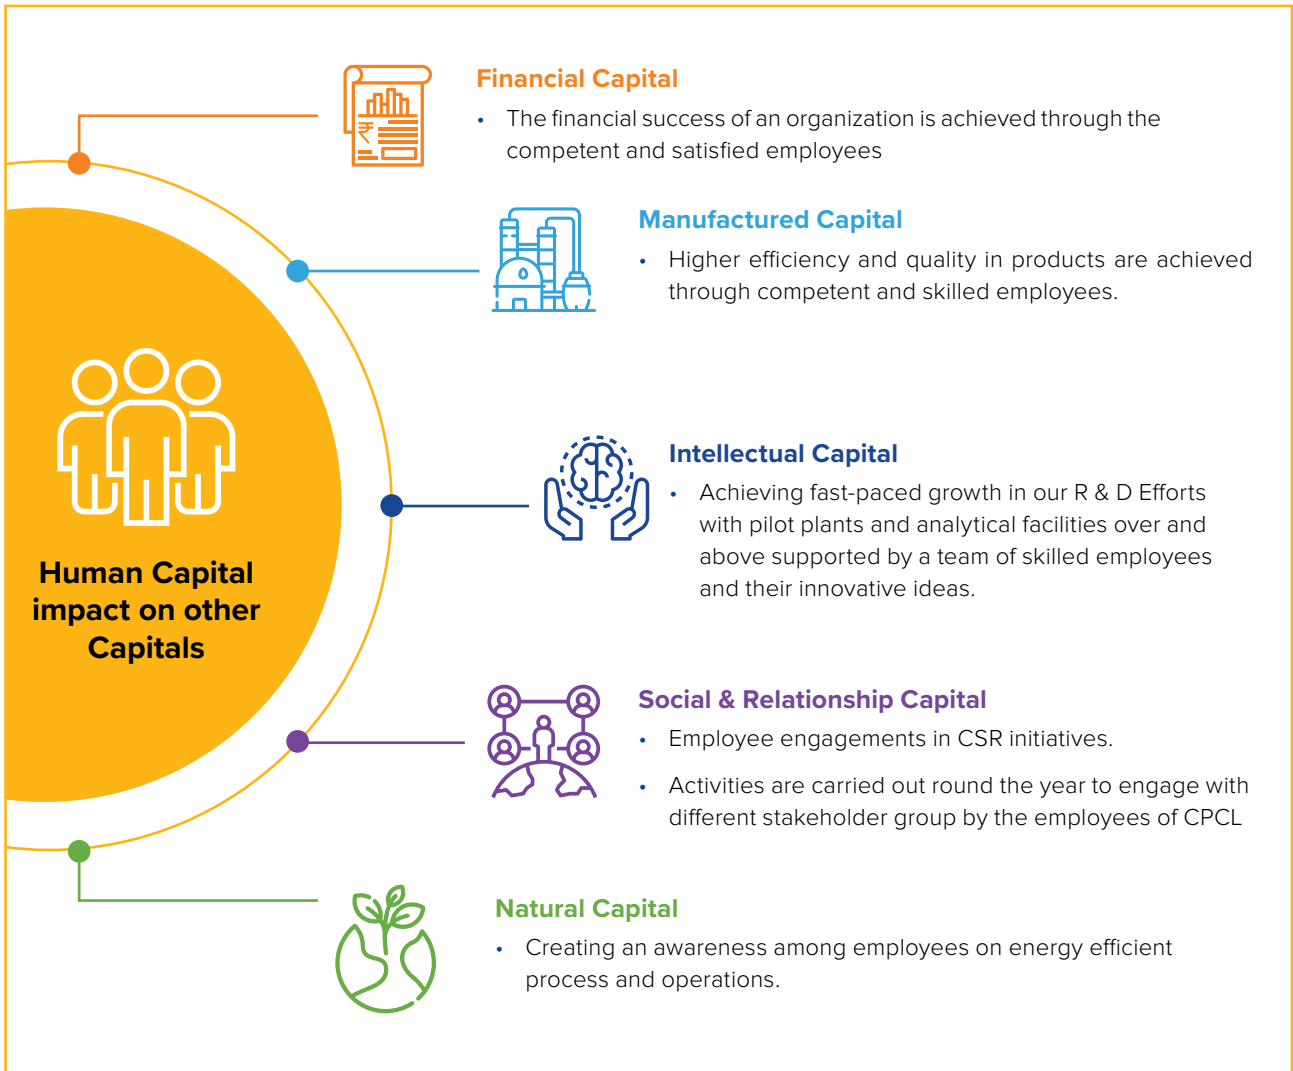 Financial Capital
• The financial success of an organization is achieved through the
competent and satisfied employees
Manufactured Capital
• Higher efficiency and quality in products are achieved
through competent and skilled employees.
Human Capital
impact on other
Capitals
Intellectual Capital
• Achieving fast-paced growth in our R & D Efforts
with pilot plants and analytical facilities over and
above supported by a team of skilled employees
and their innovative ideas.
Social & Relationship Capital
• Employee engagements in CSR initiatives.
• Activities are carried out round the year to engage with
different stakeholder group by the employees of CPCL
Natural Capital
• Creating an awareness among employees on energy efficient
process and operations.